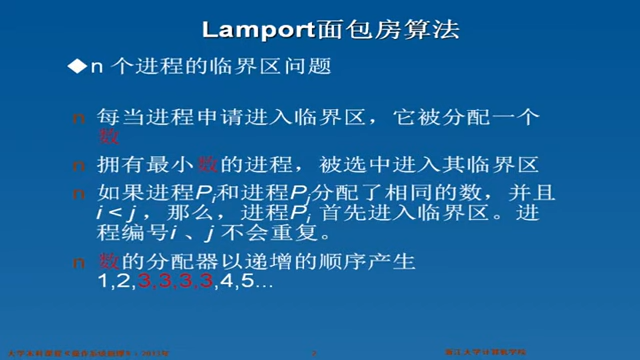 Lamport面包房算法
◆n 个进程的临界区问题
n 每当进程申请进入临界区，它被分配一个
数
n 拥有最小数的进程，被选中进入其临界区
n 如果进程Pi和进程Pj分配了相同的数，并且
i < j ，那么，进程Pi 首先进入临界区。进
程编号i 、j 不会重复。
n 数的分配器以递增的顺序产生
1,2,3,3,3,3,4,5...
2
浙江大学计算机学院